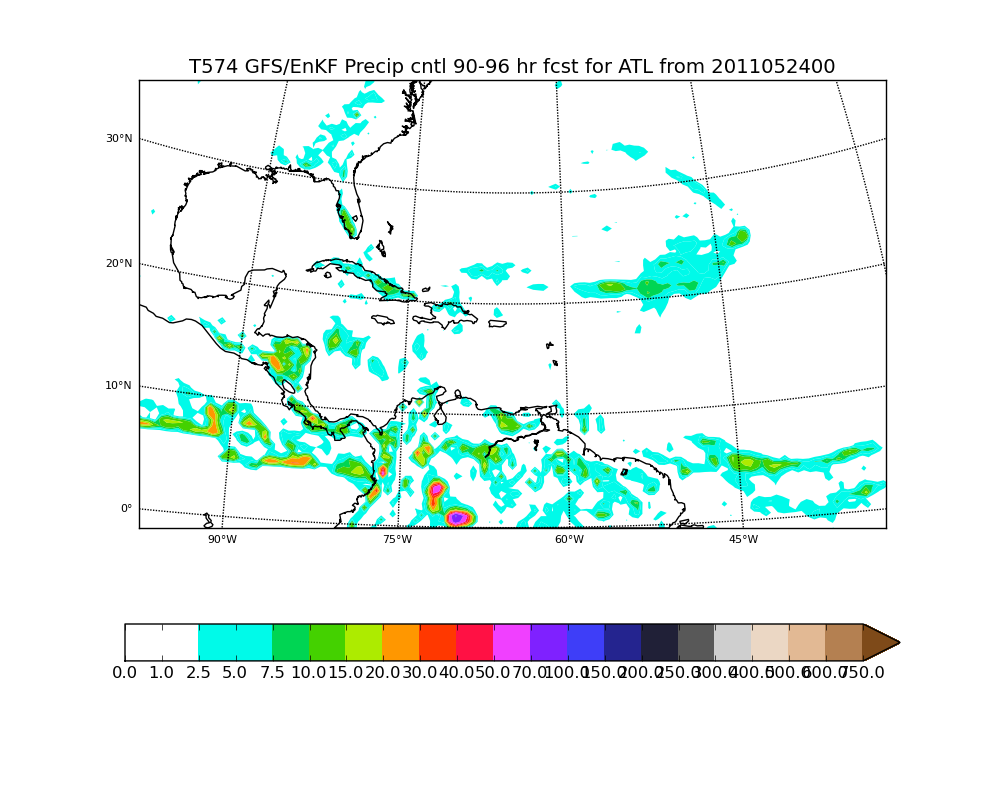 T574 GFS/EnKF Precip cntl 90-96 hr fcst for ATL from 2011052400
30°N
20°N
10°N
0°
90°W 75°W 60°W 45°W
0.0 1.0 2.5 5.0 7.5 10.0 15.0 20.0 30.0 40.0 50.0 70.0 100.0 150.0 200.0 250.0 300.0 400.0 500.0 600.0 750.0